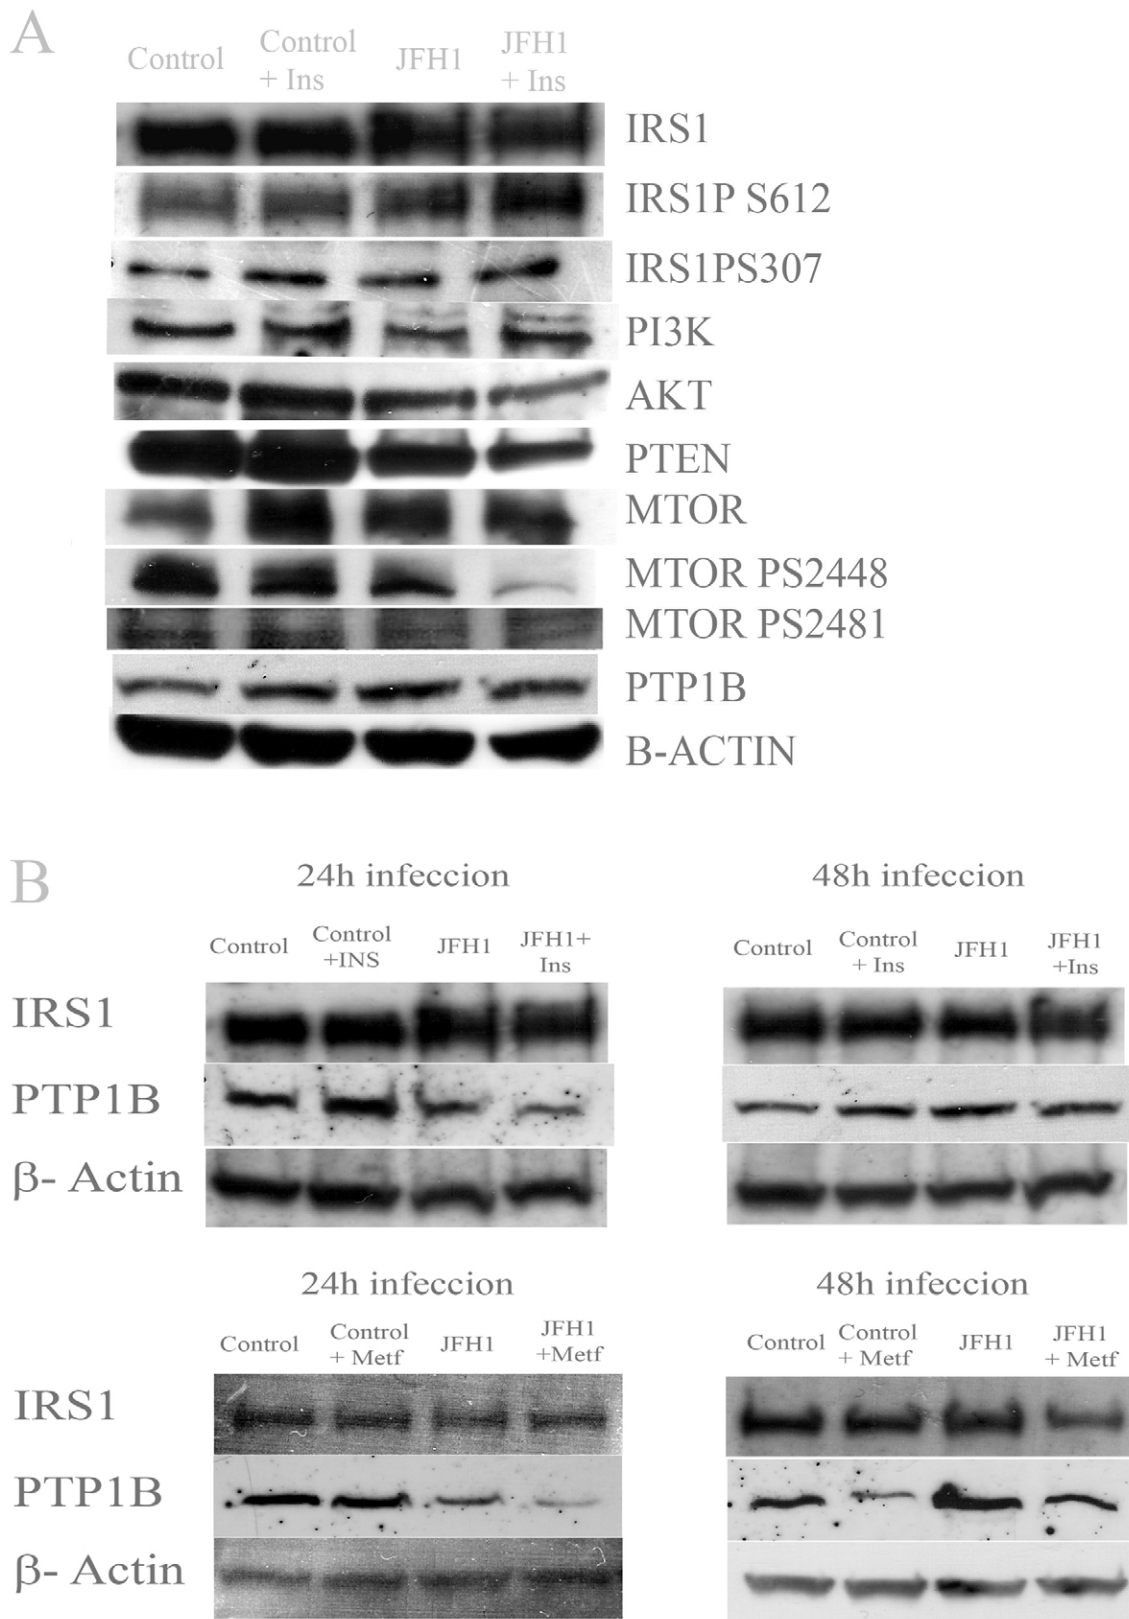 A
Control
Control
+ Ins
JFH1
JFH1
+ Ins
IRS1
IRS1P S612
IRS1PS307
PI3K
AKT
PTEN
MTOR
MTOR PS2448
MTOR PS2481
PTP1B
B-ACTIN
B
24h infeccion
48h infeccion
Control
Control
+INS
JFH1
JFH1+
Ins
Control
Control
+ Ins
JFH1
JFH1
+Ins
IRS1
PTP1B
β- Actin
24h infeccion
48h infeccion
Control
Control
+ Metf
JFH1
JFH1
+Metf
Control
Control
+ Metf
JFH1
JFH1
+ Metf
IRS1
PTP1B
β- Actin